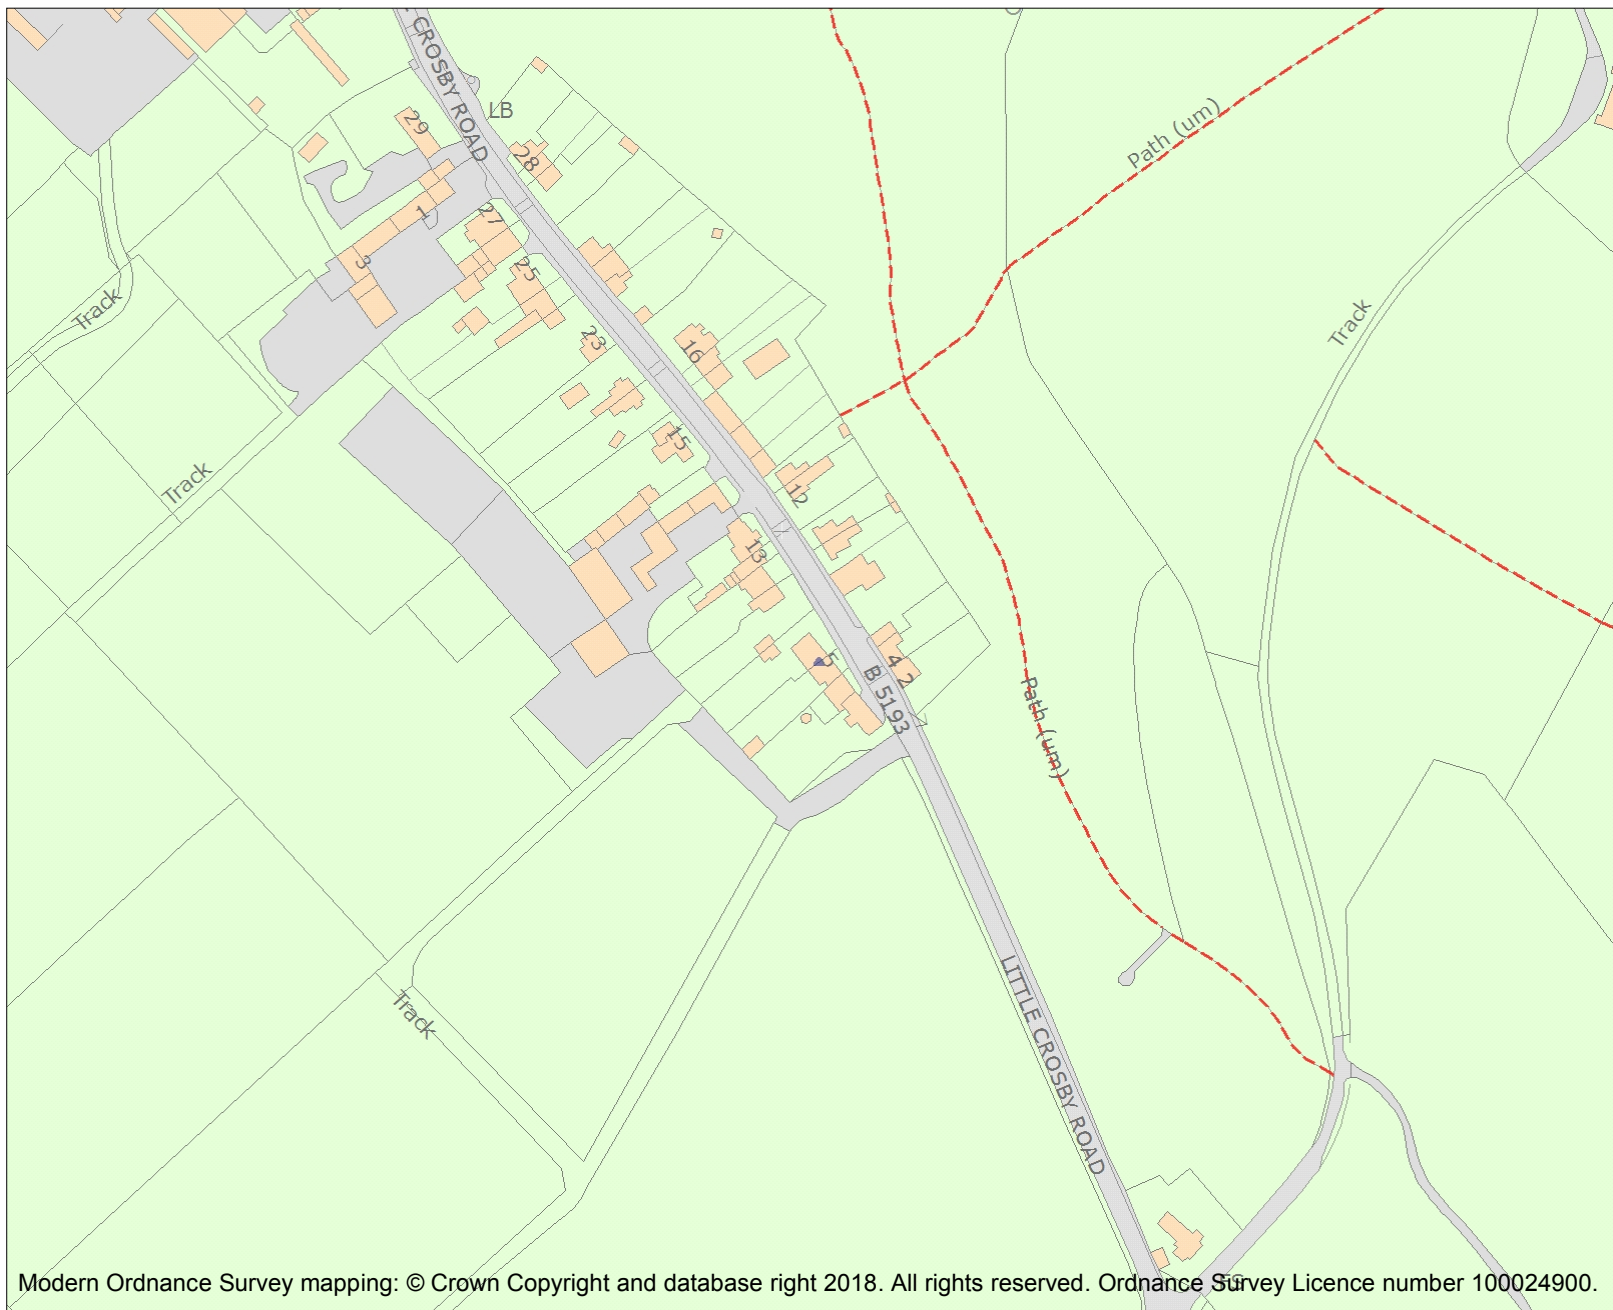 CROSBY ROAD
LB
29
28
Path (um)
1
27
3
25
Track
Track
23
16
15
12
Track
13
5
4
2
B 5193
Path (um)
Track
LITTLE CROSBY ROAD
Modern Ordnance Survey mapping: © Crown Copyright and database right 2018. All rights reserved. Ordnance Survey Licence number 100024900.